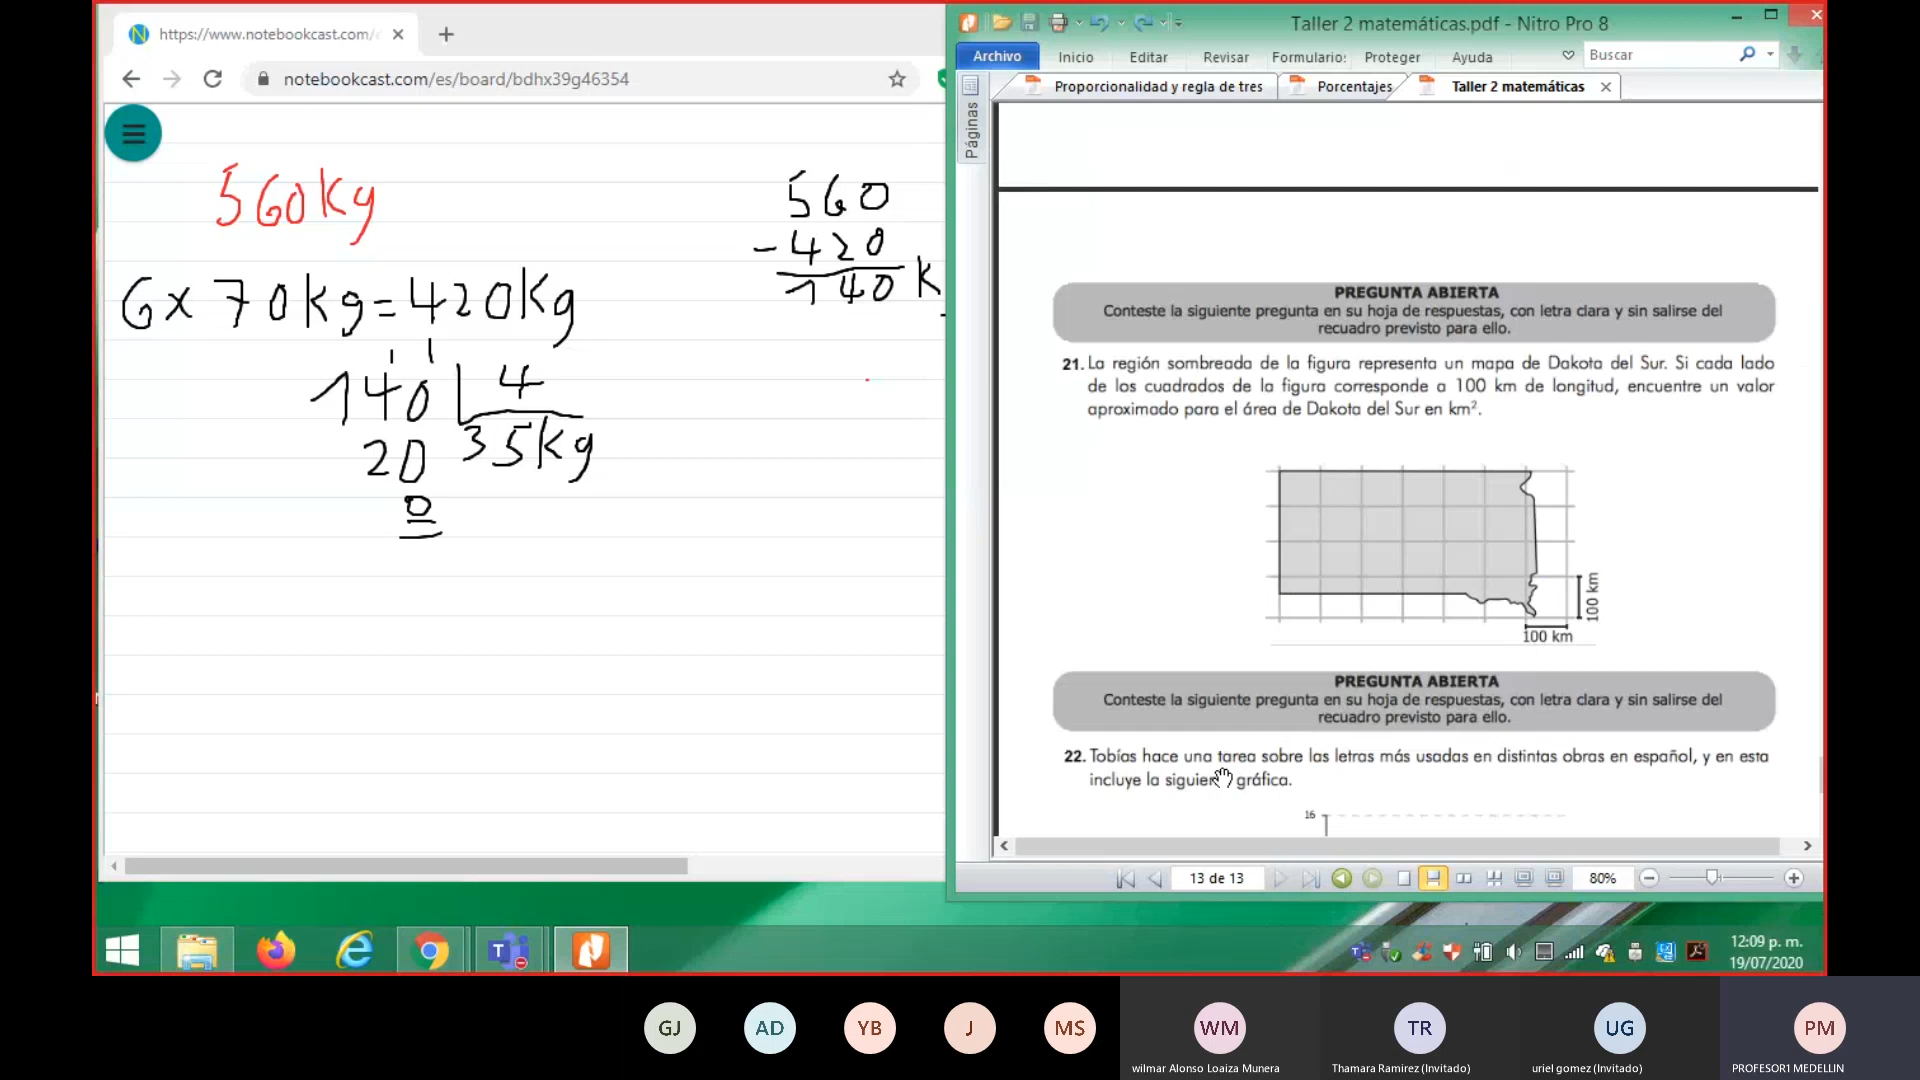 https://www.notebookcast.com/e
notebookcast.com/es/board/bdhx39g46354
560Kg
6x70kg=420Kg
140 4
20 35kg
0
560
-420
140 K
Taller 2 matemáticas.pdf - Nitro Pro 8
Archivo Inicio Editar Revisar Formulario: Proteger Ayuda Buscar
Proporcionalidad y regla de tres Porcentajes Taller 2 matemáticas
Páginas
PREGUNTA ABIERTA
Conteste la siguiente pregunta en su hoja de respuestas, con letra clara y sin salirse del
recuadro previsto para ello.
21. La región sombreada de la figura representa un mapa de Dakota del Sur. Si cada lado
de los cuadrados de la figura corresponde a 100 km de longitud, encuentre un valor
aproximado para el área de Dakota del Sur en km².
100 km
100 km
PREGUNTA ABIERTA
Conteste la siguiente pregunta en su hoja de respuestas, con letra clara y sin salirse del
recuadro previsto para ello.
22. Tobías hace una tarea sobre las letras más usadas en distintas obras en español, y en esta
incluye la gráfica.
16
13 de 13 80%
12:09 p. m.
19/07/2020
GJ AD YB J MS WM TR UG PM
wilmar Alonso Loaiza Munera Thamara Ramirez (Invitado) uriel gomez (Invitado) PROFESOR1 MEDELLIN